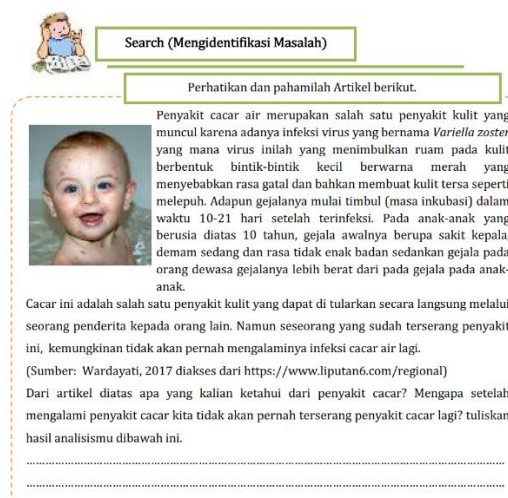 Search (Mengidentifikasi Masalah)
Perhatikan dan pahamilah Artikel berikut.
Penyakit cacar air merupakan salah satu penyakit kulit yang
muncul karena adanya infeksi virus yang bernama Variella zoster
yang mana virus inilah yang menimbulkan ruam pada kulit
berbentuk bintik-bintik kecil berwarna merah yang
menyebabkan rasa gatal dan bahkan membuat kulit tersa seperti
melepuh. Adapun gejalanya mulai timbul (masa inkubasi) dalam
waktu 10-21 hari setelah terinfeksi. Pada anak-anak yang
berusia diatas 10 tahun, gejala awalnya berupa sakit kepala,
demam sedang dan rasa tidak enak badan sedankan gejala pada
orang dewasa gejalanya lebih berat dari pada gejala pada anak-
anak.
Cacar ini adalah salah satu penyakit kulit yang dapat di tularkan secara langsung melalui
seorang penderita kepada orang lain. Namun seseorang yang sudah terserang penyakit
ini, kemungkinan tidak akan pernah mengalaminya infeksi cacar air lagi.
(Sumber: Wardayati, 2017 diakses dari https://www.liputan6.com/regional)
Dari artikel diatas apa yang kalian ketahui dari penyakit cacar? Mengapa setelah
mengalami penyakit cacar kita tidak akan pernah terserang penyakit cacar lagi? tuliskan
hasil analisismu dibawah ini.